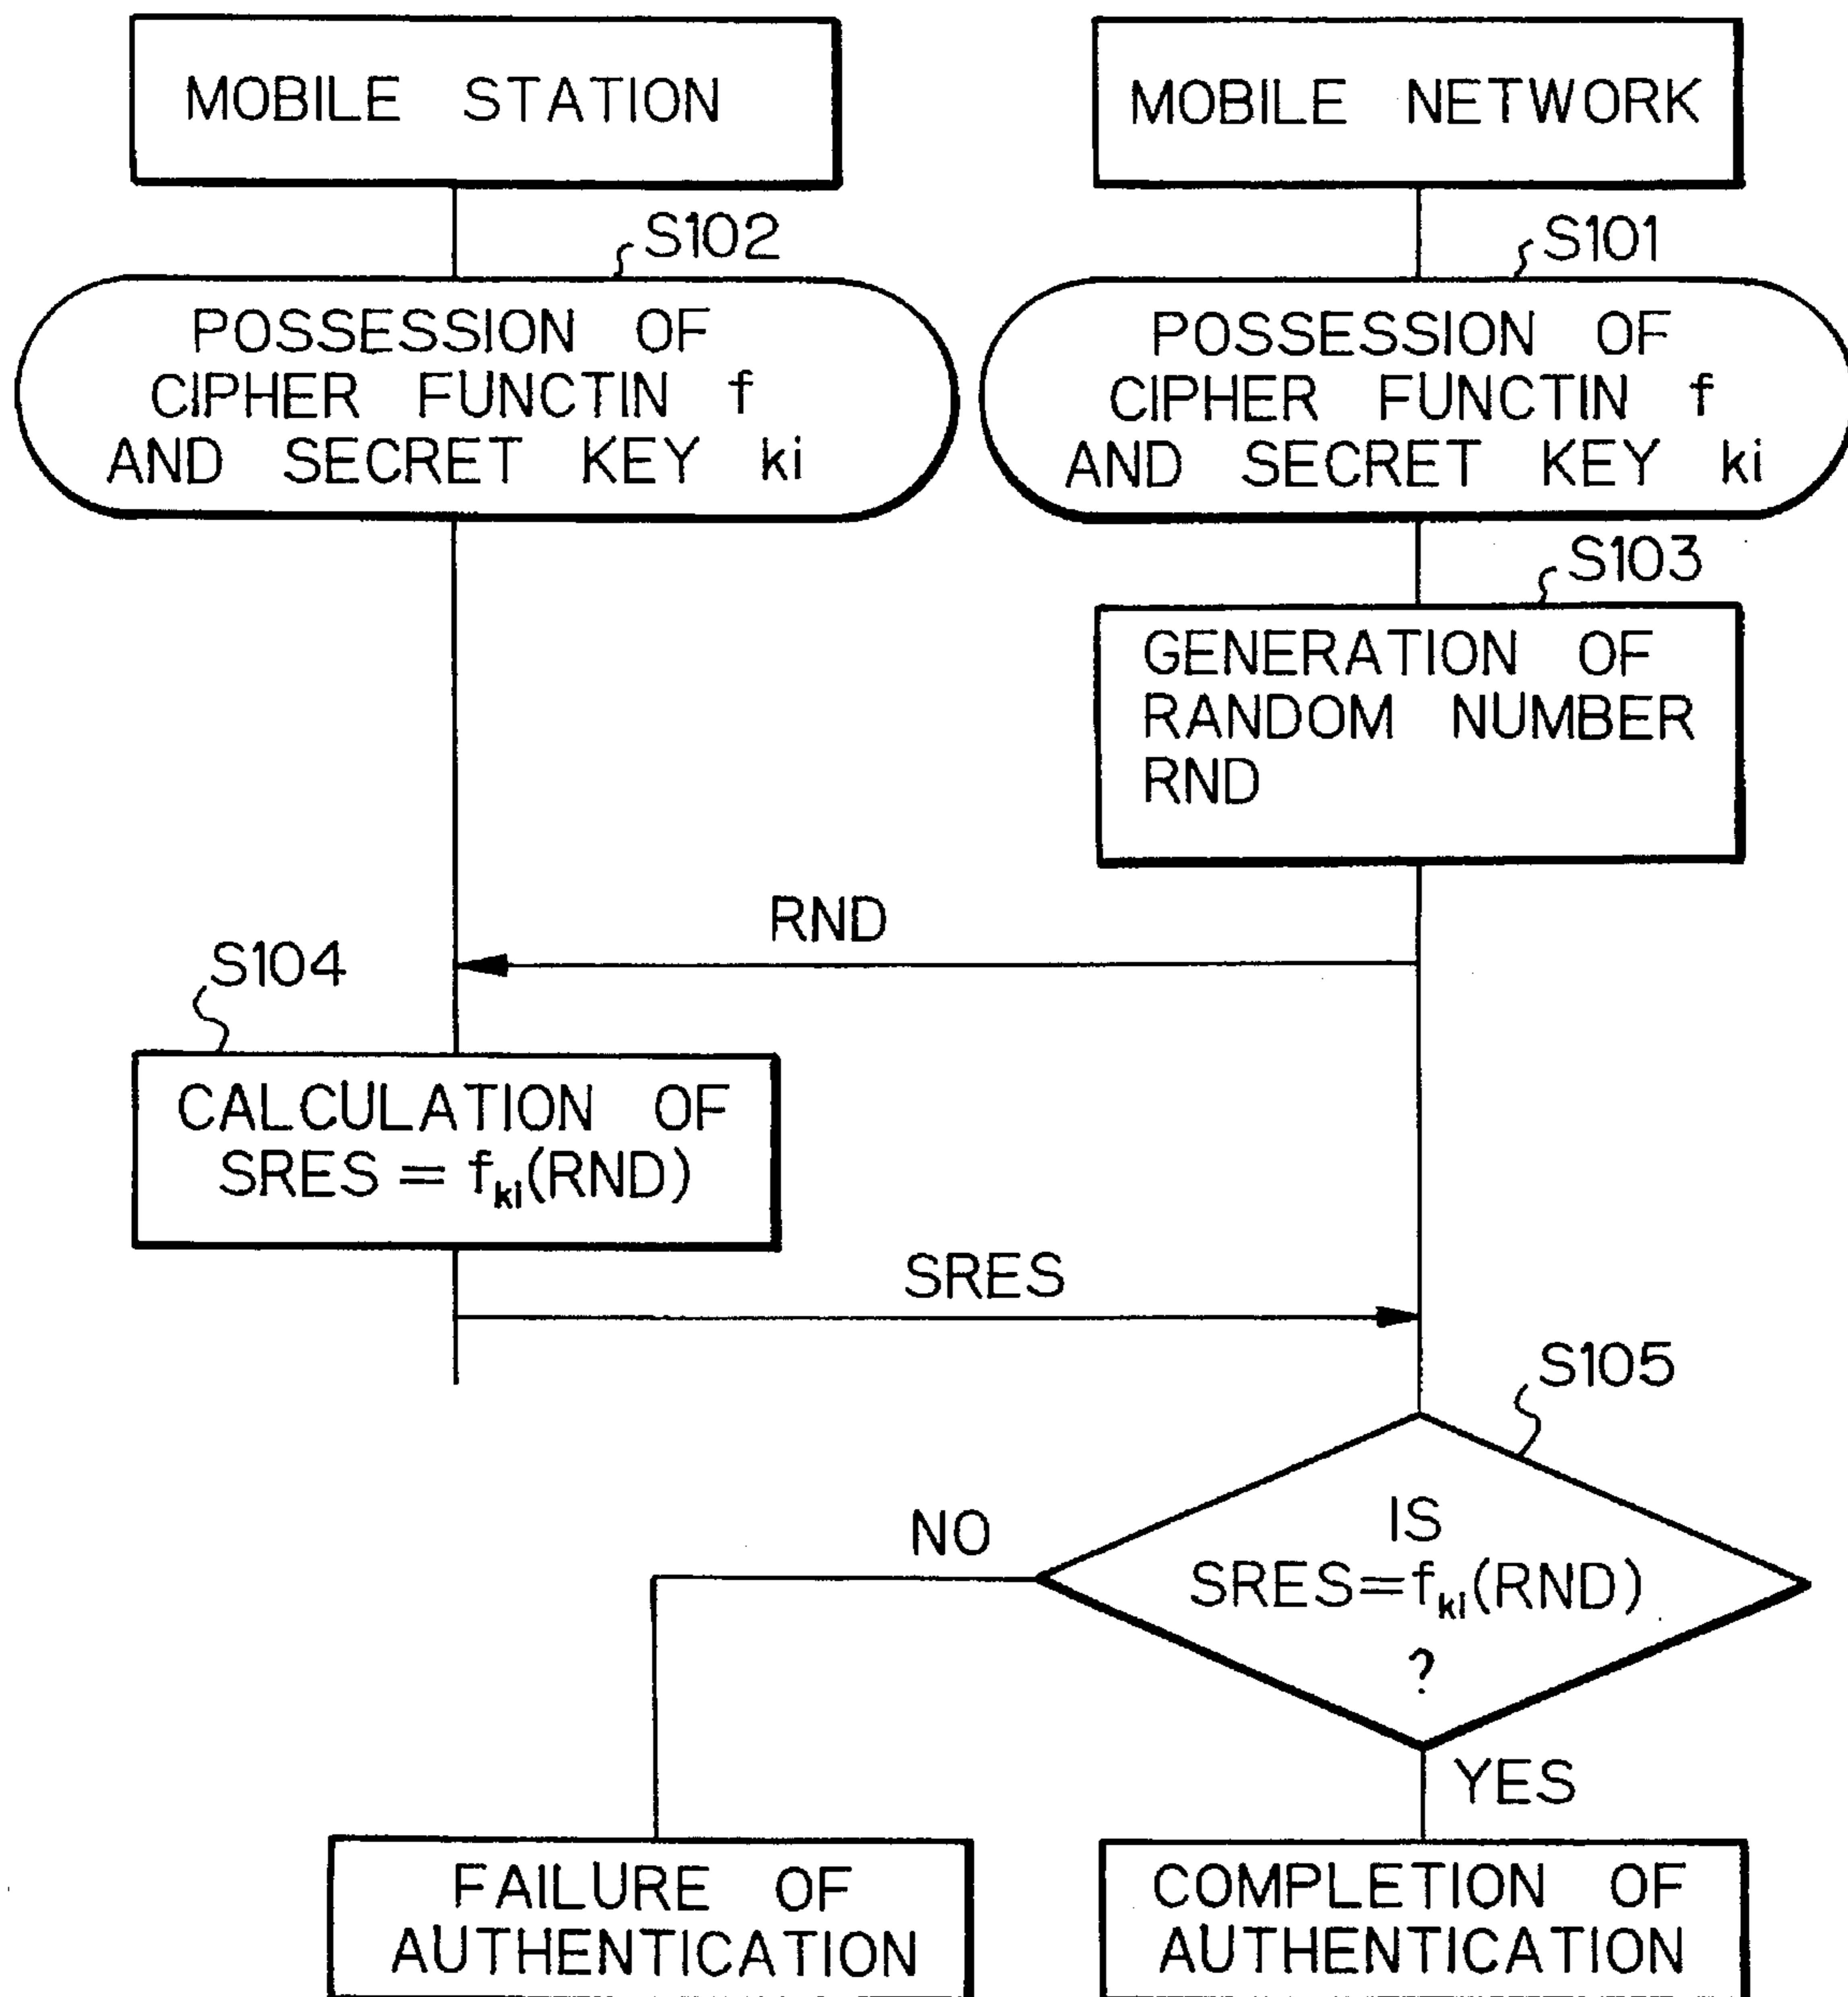 MOBILE STATION
MOBILE NETWORK
S102
S101
POSSESSION OF
CIPHER FUNCTIN f
AND SECRET KEY ki
POSSESSION OF
CIPHER FUNCTIN f
AND SECRET KEY ki
S103
GENERATION OF
RANDOM NUMBER
RND
RND
S104
CALCULATION OF
SRES = fki(RND)
SRES
S105
IS
SRES=fki(RND)
?
NO
YES
FAILURE OF
AUTHENTICATION
COMPLETION OF
AUTHENTICATION